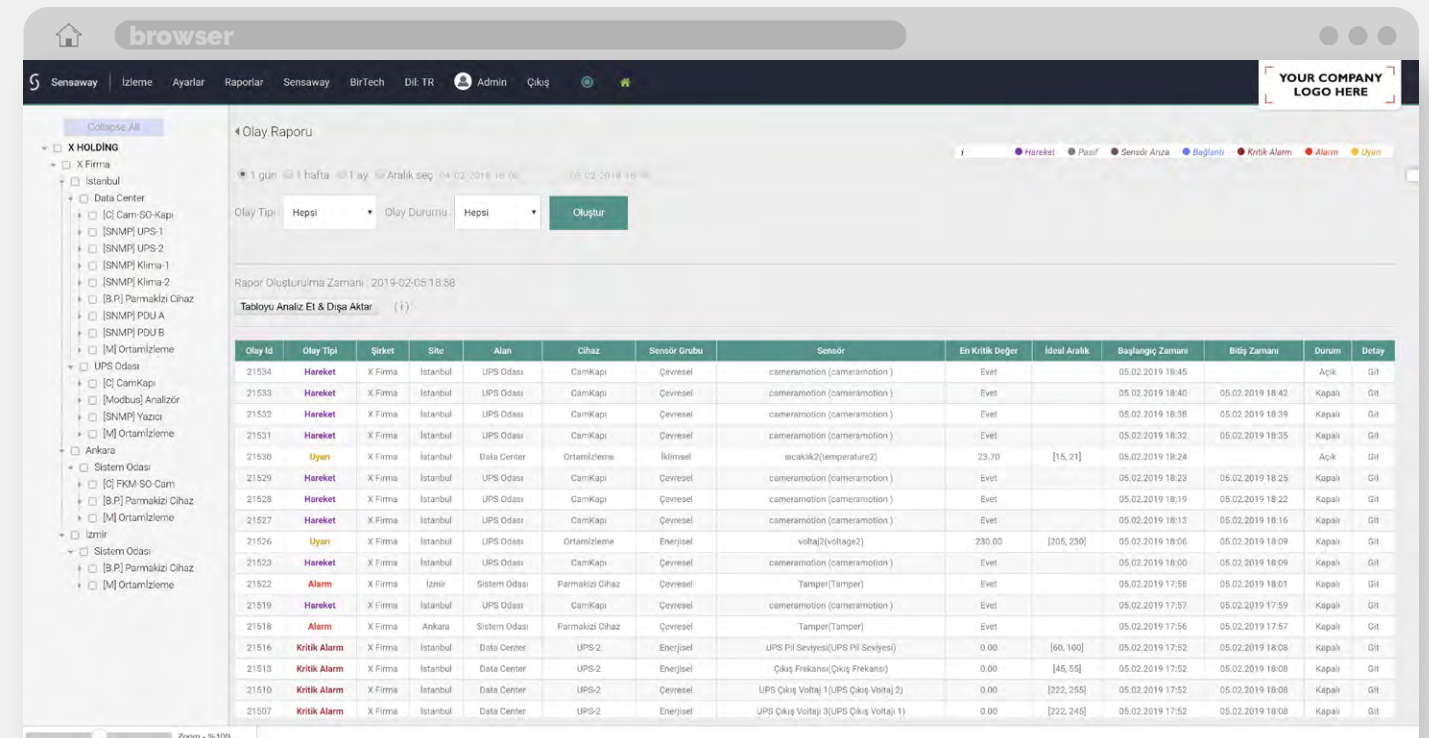 browser
Sensaway İzleme Ayarlar Raporlar Sensaway BirTech Dil: TR Admin Çıkış
YOUR COMPANY
LOGO HERE
Collapse All
X HOLDİNG
X Firma
İstanbul
Data Center
[C] Cam-SO-Kapı
[SNMP] UPS-1
[SNMP] UPS-2
[SNMP] Klima-1
[SNMP] Klima-2
[B.P.] Parmakİzi Cihaz
[SNMP] PDU A
[SNMP] PDU B
[M] Ortamİzleme
UPS Odası
[C] CamKapı
[Modbus] Analizör
[SNMP] Yazıcı
[M] Ortamİzleme
Ankara
Sistem Odası
[C] FKM-SO-Cam
[B.P.] Parmakizi Cihaz
[M] Ortamİzleme
İzmir
Sistem Odası
[B.P.] Parmakizi Cihaz
[M] Ortamİzleme
Olay Raporu
i Hareket Pasif Sensör Arıza Bağlantı Kritik Alarm Alarm Uyarı
1 gün 1 hafta 1 ay Aralık seç
Olay Tipi: Hepsi Olay Durumu: Hepsi Oluştur
Rapor Oluşturulma Zamanı : 2019-02-05 18:58
Tabloyu Analiz Et & Dışa Aktar (i)
Olay Id Olay Tipi Şirket Site Alan Cihaz Sensör Grubu Sensör En Kritik Değer İdeal Aralık Başlangıç Zamanı Bitiş Zamanı Durum Detay
21534 Hareket X Firma İstanbul UPS Odası CamKapı Çevresel cameramotion (cameramotion ) Evet 05.02.2019 18:45 Açık Git
21533 Hareket X Firma İstanbul UPS Odası CamKapı Çevresel cameramotion (cameramotion ) Evet 05.02.2019 18:40 05.02.2019 18:42 Kapalı Git
21532 Hareket X Firma İstanbul UPS Odası CamKapı Çevresel cameramotion (cameramotion ) Evet 05.02.2019 18:38 05.02.2019 18:39 Kapalı Git
21531 Hareket X Firma İstanbul UPS Odası CamKapı Çevresel cameramotion (cameramotion ) Evet 05.02.2019 18:32 05.02.2019 18:35 Kapalı Git
21530 Uyarı X Firma İstanbul Data Center Ortamizleme İklimsel sıcaklık2(temperature2) 23.70 [15, 21] 05.02.2019 18:24 Açık Git
21529 Hareket X Firma İstanbul UPS Odası CamKapı Çevresel cameramotion (cameramotion ) Evet 05.02.2019 18:23 05.02.2019 18:25 Kapalı Git
21528 Hareket X Firma İstanbul UPS Odası CamKapı Çevresel cameramotion (cameramotion ) Evet 05.02.2019 18:19 05.02.2019 18:22 Kapalı Git
21527 Hareket X Firma İstanbul UPS Odası CamKapı Çevresel cameramotion (cameramotion ) Evet 05.02.2019 18:13 05.02.2019 18:16 Kapalı Git
21526 Uyarı X Firma İstanbul UPS Odası Ortamizleme Enerjisel voltaj2(voltage2) 230.00 [205, 230] 05.02.2019 18:06 05.02.2019 18:09 Kapalı Git
21523 Hareket X Firma İstanbul UPS Odası CamKapı Çevresel cameramotion (cameramotion ) Evet 05.02.2019 18:00 05.02.2019 18:09 Kapalı Git
21522 Alarm X Firma İzmir Sistem Odası Parmakizi Cihaz Çevresel Tamper(Tamper) Evet 05.02.2019 17:58 05.02.2019 18:01 Kapalı Git
21519 Hareket X Firma İstanbul UPS Odası CamKapı Çevresel cameramotion (cameramotion ) Evet 05.02.2019 17:57 05.02.2019 17:59 Kapalı Git
21518 Alarm X Firma Ankara Sistem Odası Parmakizi Cihaz Çevresel Tamper(Tamper) Evet 05.02.2019 17:56 05.02.2019 17:57 Kapalı Git
21516 Kritik Alarm X Firma İstanbul Data Center UPS-2 Enerjisel UPS Pil Seviyesi(UPS Pil Seviyesi) 0.00 [60, 100] 05.02.2019 17:52 05.02.2019 18:08 Kapalı Git
21513 Kritik Alarm X Firma İstanbul Data Center UPS-2 Enerjisel Çıkış Frekansı(Çıkış Frekansı) 0.00 [45, 55] 05.02.2019 17:52 05.02.2019 18:08 Kapalı Git
21510 Kritik Alarm X Firma İstanbul Data Center UPS-2 Çevresel UPS Çıkış Voltaj 1(UPS Çıkış Voltaj 2) 0.00 [222, 255] 05.02.2019 17:52 05.02.2019 18:08 Kapalı Git
21507 Kritik Alarm X Firma İstanbul Data Center UPS-2 Enerjisel UPS Çıkış Voltajı 3(UPS Çıkış Voltajı 1) 0.00 [222, 245] 05.02.2019 17:52 05.02.2019 18:08 Kapalı Git